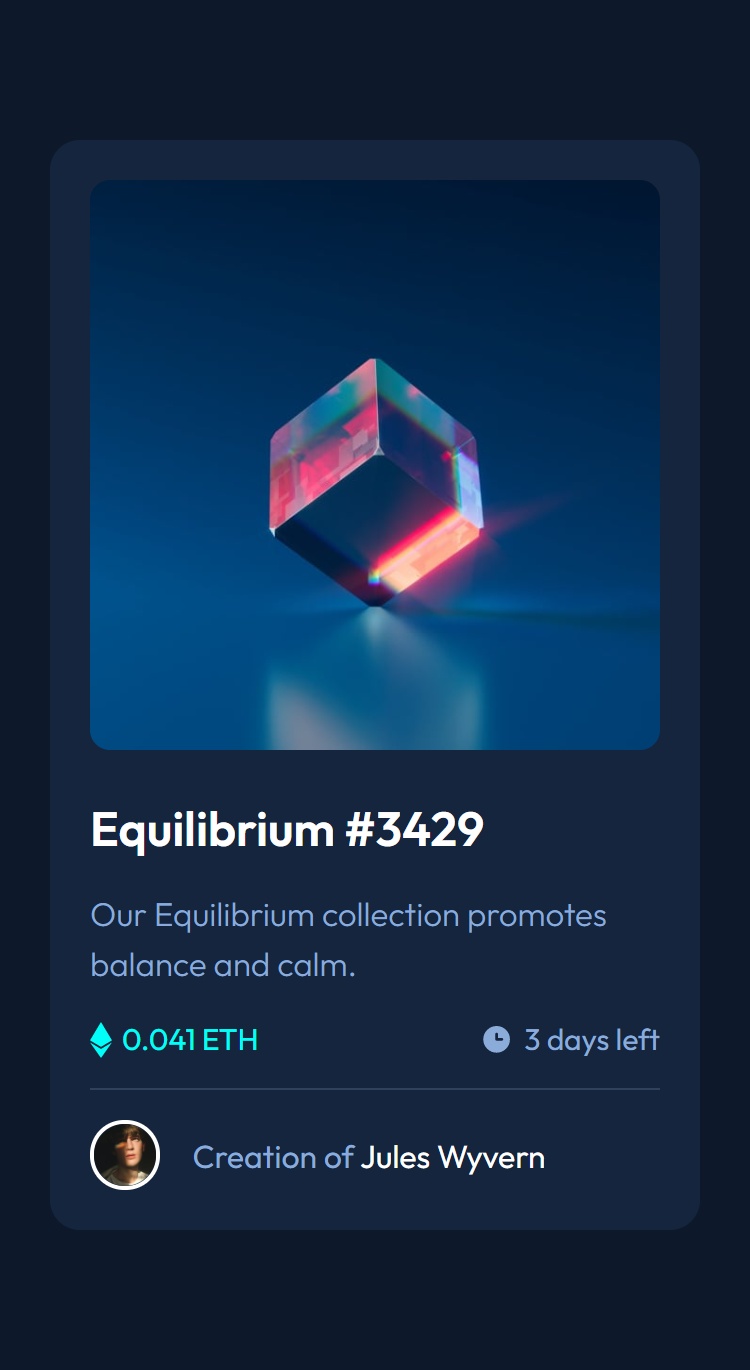 Equilibrium #3429
Our Equilibrium collection promotes
balance and calm.
0.041 ETH
3 days left
Creation of Jules Wyvern